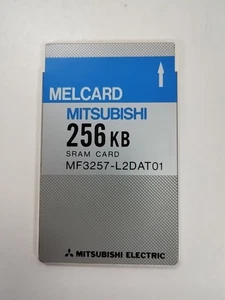 MELCARD
MITSUBISHI
256 KB
SRAM CARD
MF3257-L2DAT01
MITSUBISHI ELECTRIC